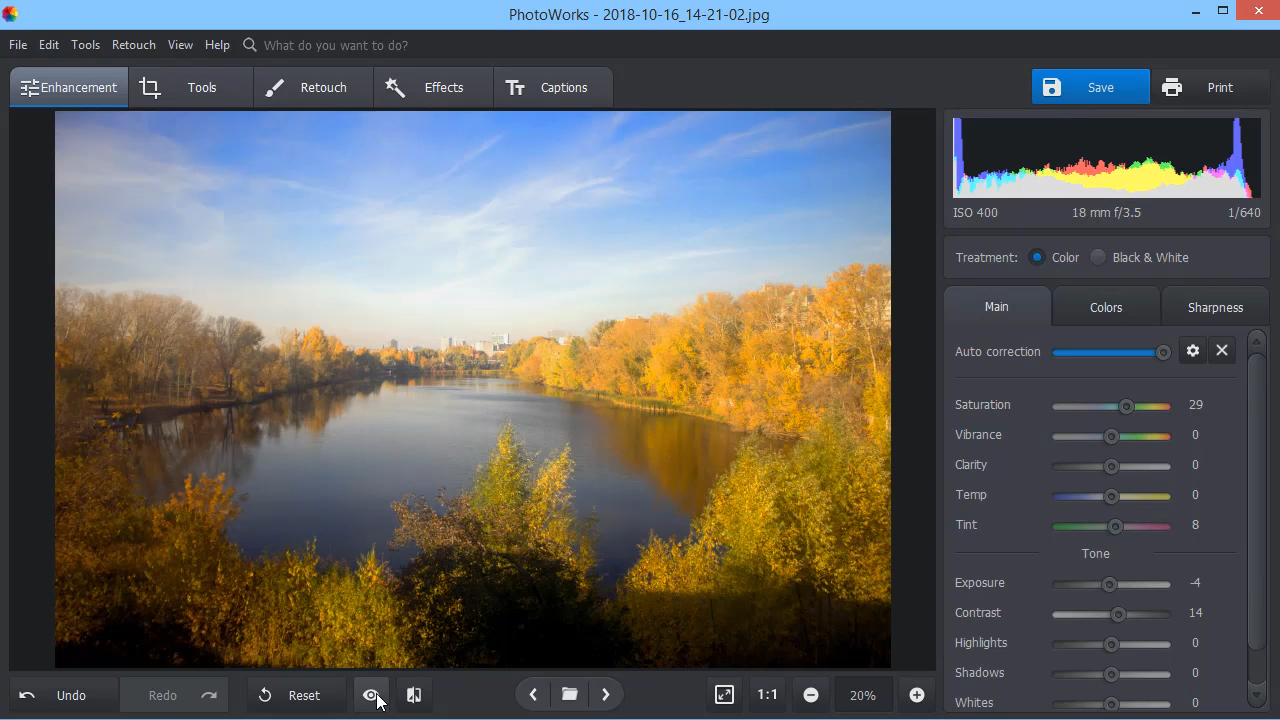 PhotoWorks - 2018-10-16_14-21-02.jpg
File Edit Tools Retouch View Help What do you want to do?
Enhancement Tools Retouch Effects Captions Save Print
ISO 400 18 mm f/3.5 1/640
Treatment: Color Black & White
Main Colors Sharpness
Auto correction
Saturation 29
Vibrance 0
Clarity 0
Temp 0
Tint 8
Tone
Exposure -4
Contrast 14
Highlights 0
Shadows 0
Whites 0
Undo Redo Reset 1:1 20%